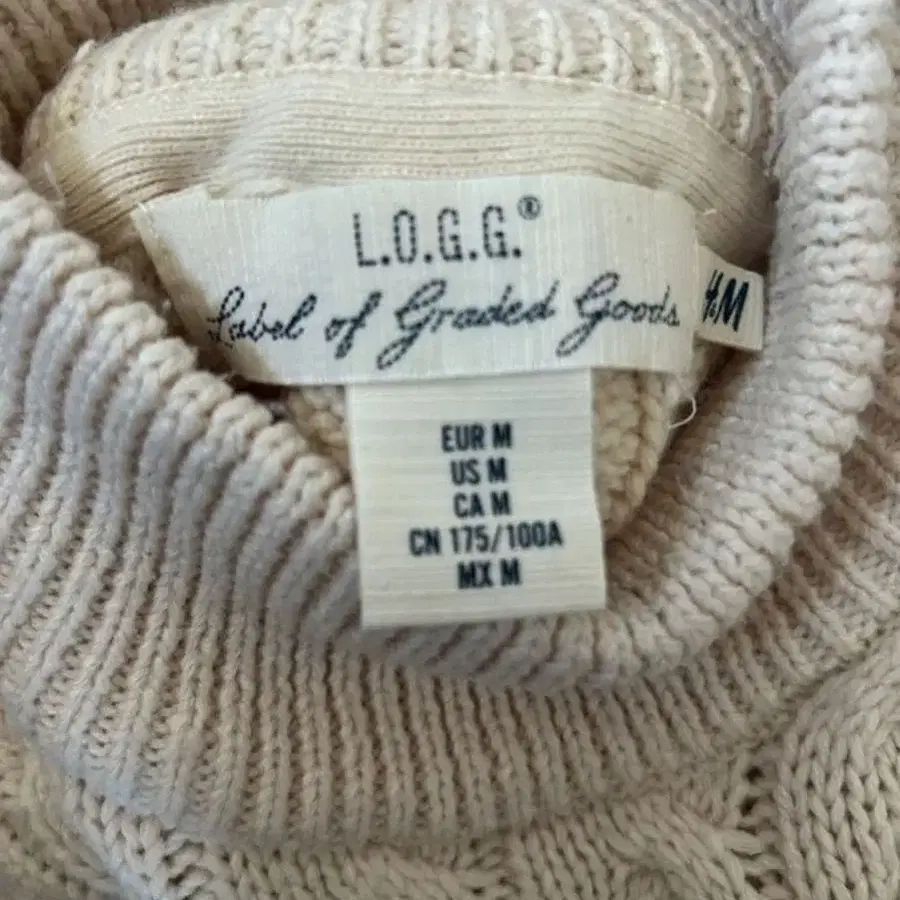 L.O.G.G.®
Label of Graded Goods
H&M
EUR M
US M
CA M
CN 175/100A
MX M